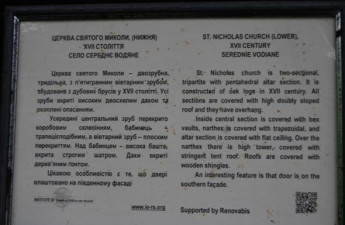 ЦЕРКВА СВЯТОГО МИКОЛИ, (НИЖНЯ)
XVII СТОЛІТТЯ
СЕЛО СЕРЕДНЄ ВОДЯНЕ
Церква святого Миколи – двозрубна,
тридільна, з п'ятигранним вівтарним зрубом,
збудована з дубових брусів у XVII столітті. Усі
зруби вкриті високим двосхилим дахом та
оперезані опасанням.
Усередині центральний зруб перекрито
коробовим склепінням, бабинець –
трапецієподібним, а вівтарний зруб – плоским
перекриттям. Над бабинцем – висока башта,
вкрита строгим шатром. Дахи вкриті
дерев'яним гонтом.
Цікавою особливістю є те, що двері
влаштовано на південному фасаді
www.ie-rs.org
ST. NICHOLAS CHURCH (LOWER),
XVII CENTURY
SEREDNIE VODIANE
St. Nicholas church is two-sectional,
tripartite with pentahedral altar section. It is
constructed of oak logs in XVII century. All
sections are covered with high doubly sloped
roof and they have overhang.
Inside central section is covered with box
vaults, narthex is covered with trapezoidal, and
altar section is covered with flat ceiling. Over the
narthex there is high tower, covered with
stringent tent roof. Roofs are covered with
wooden shingles.
An interesting feature is that door is on the
southern façade.
Supported by Renovabis